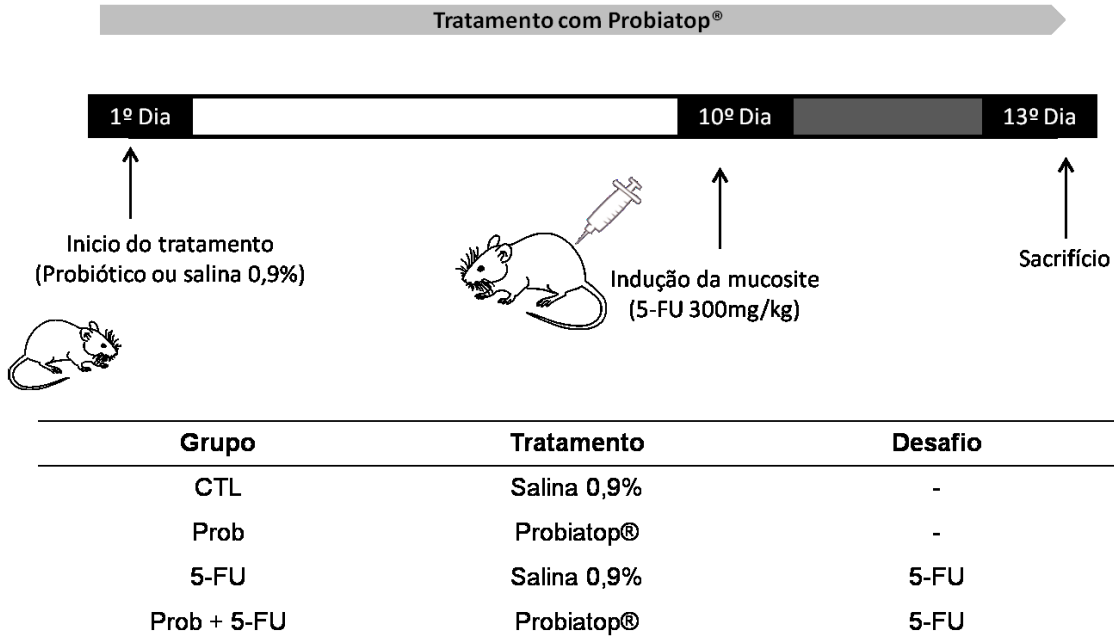 Tratamento com Probiatop®
1º Dia
10º Dia
13º Dia
Inicio do tratamento
(Probiótico ou salina 0,9%)
Indução da mucosite
(5-FU 300mg/kg)
Sacrifício
Grupo Tratamento Desafio
CTL Salina 0,9% -
Prob Probiatop® -
5-FU Salina 0,9% 5-FU
Prob + 5-FU Probiatop® 5-FU